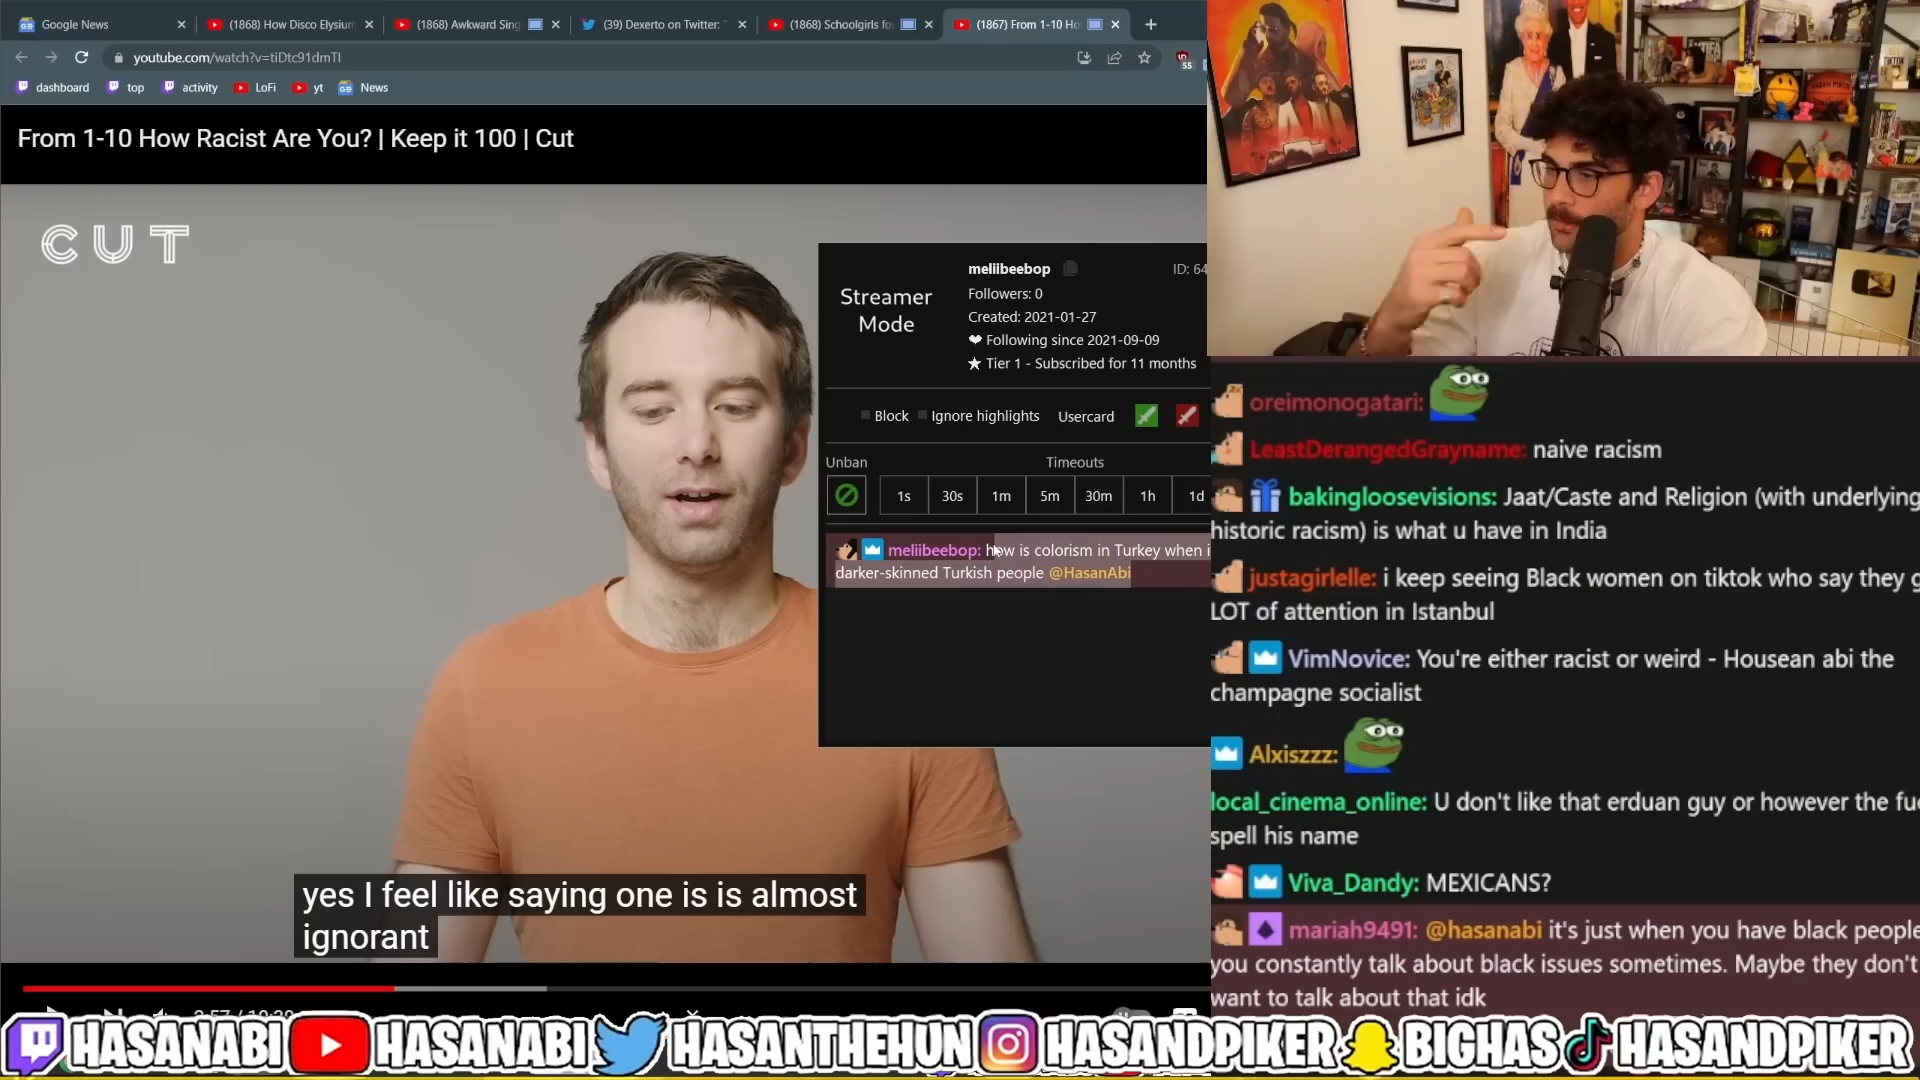 Google News
(1868) How Disco Elysium
(1868) Awkward Sing
(39) Dexerto on Twitter: "
(1868) Schoolgirls fo
(1867) From 1-10 Ho
youtube.com/watch?v=tiDtc91dmTI
55
dashboard
top
activity
LoFi
yt
News
From 1-10 How Racist Are You? | Keep it 100 | Cut
CUT
Streamer
Mode
meliibeebop
ID: 64
Followers: 0
Created: 2021-01-27
Following since 2021-09-09
Tier 1 - Subscribed for 11 months
Block
Ignore highlights
Usercard
Unban
Timeouts
1s
30s
1m
5m
30m
1h
1d
meliibeebop: how is colorism in Turkey when i
darker-skinned Turkish people @HasanAbi
yes I feel like saying one is is almost
ignorant
oreimonogatari:
LeastDerangedGrayname: naive racism
bakingloosevisions: Jaat/Caste and Religion (with underlying
historic racism) is what u have in India
justagirlelle: i keep seeing Black women on tiktok who say they g
LOT of attention in Istanbul
VimNovice: You're either racist or weird - Housean abi the
champagne socialist
Alxiszzz:
local_cinema_online: U don't like that erduan guy or however the fu
spell his name
Viva_Dandy: MEXICANS?
mariah9491: @hasanabi it's just when you have black people
you constantly talk about black issues sometimes. Maybe they don't
want to talk about that idk
HASANABI
HASANABI
HASANTHEHUN
HASANDPIKER
BIGHAS
HASANDPIKER